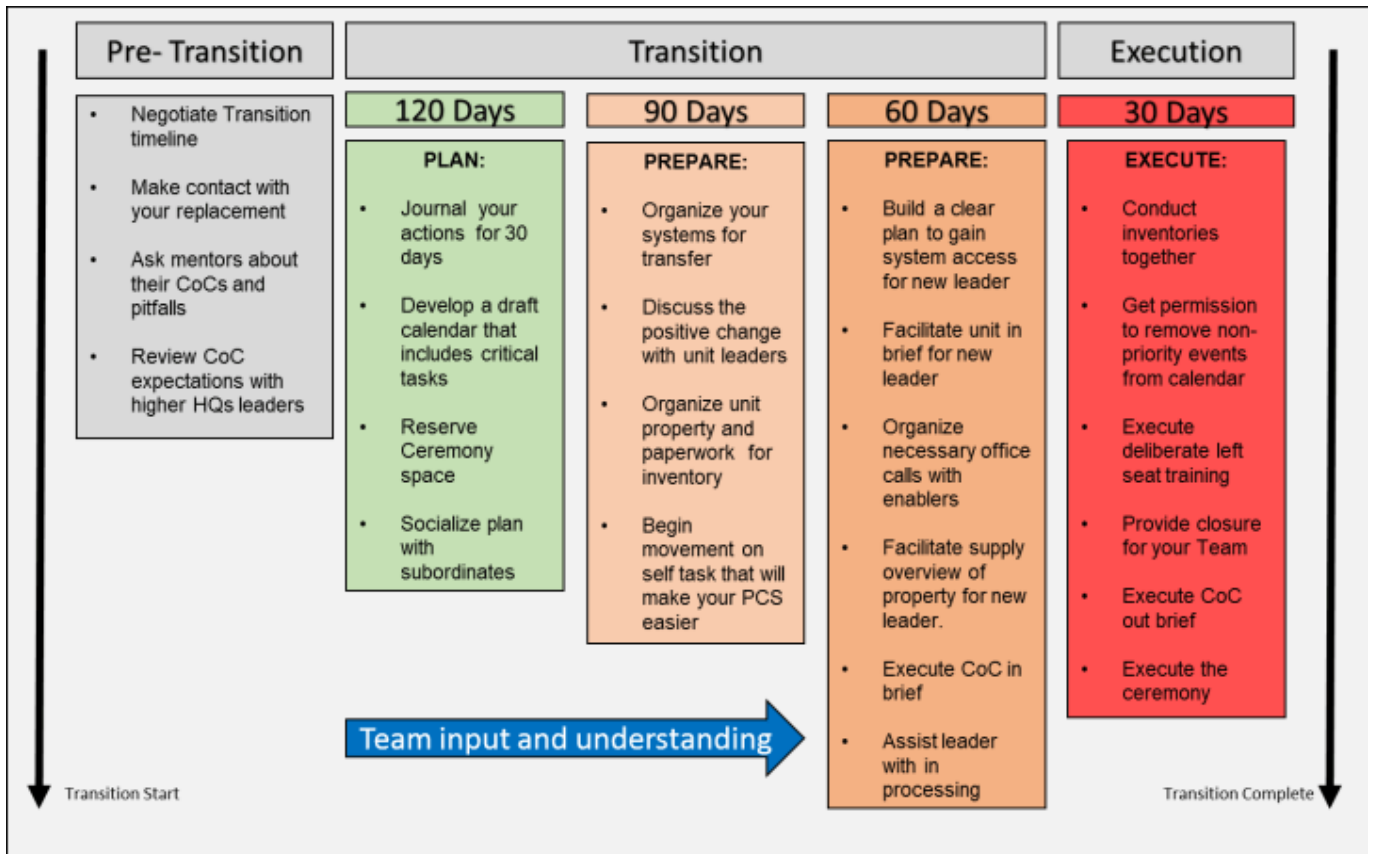 Pre- Transition
Transition
Execution
• Negotiate Transition
timeline
• Make contact with
your replacement
• Ask mentors about
their CoCs and
pitfalls
• Review CoC
expectations with
higher HQs leaders
120 Days
PLAN:
• Journal your
actions for 30
days
• Develop a draft
calendar that
includes critical
tasks
• Reserve
Ceremony
space
• Socialize plan
with
subordinates
90 Days
PREPARE:
• Organize your
systems for
transfer
• Discuss the
positive change
with unit leaders
• Organize unit
property and
paperwork for
inventory
• Begin
movement on
self task that will
make your PCS
easier
60 Days
PREPARE:
• Build a clear
plan to gain
system access
for new leader
• Facilitate unit in
brief for new
leader
• Organize
necessary office
calls with
enablers
• Facilitate supply
overview of
property for new
leader.
• Execute CoC in
brief
• Assist leader
with in
processing
30 Days
EXECUTE:
• Conduct
inventories
together
• Get permission
to remove non-
priority events
from calendar
• Execute
deliberate left
seat training
• Provide closure
for your Team
• Execute CoC
out brief
• Execute the
ceremony
Team input and understanding
Transition Start
Transition Complete